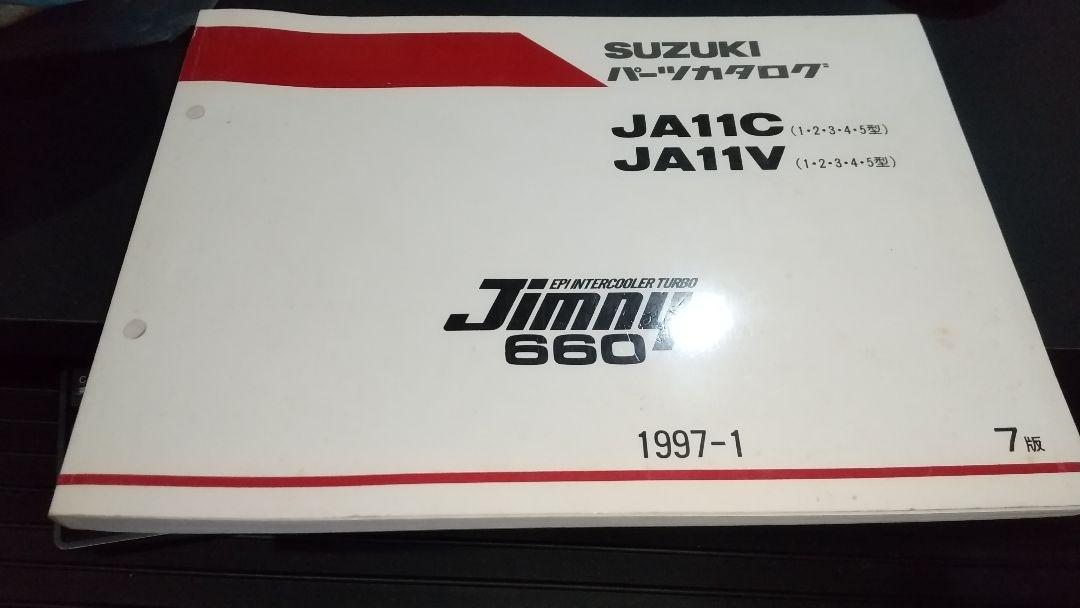 SUZUKI
パーツカタログ
JA11C (1・2・3・4・5型)
JA11V (1・2・3・4・5型)
EPI INTERCOOLER TURBO
Jimny
660
1997-1 7版